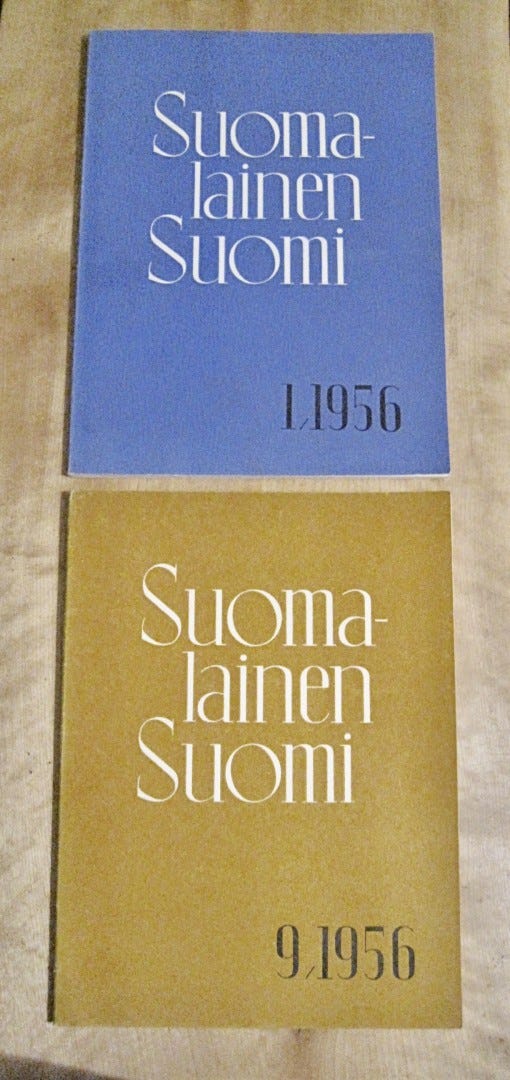 Suoma-
lainen
Suomi
1/1956
Suoma-
lainen
Suomi
9/1956